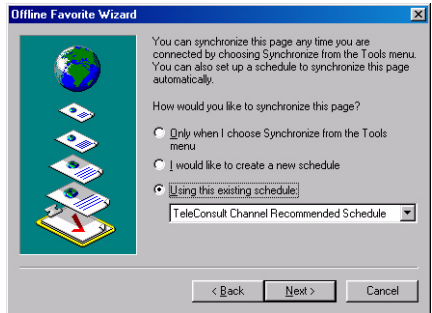 Offline Favorite Wizard
You can synchronize this page any time you are
connected by choosing Synchronize from the Tools menu.
You can also set up a schedule to synchronize this page
automatically.
How would you like to synchronize this page?
Only when I choose Synchronize from the Tools
menu
I would like to create a new schedule
Using this existing schedule:
TeleConsult Channel Recommended Schedule
< Back Next > Cancel